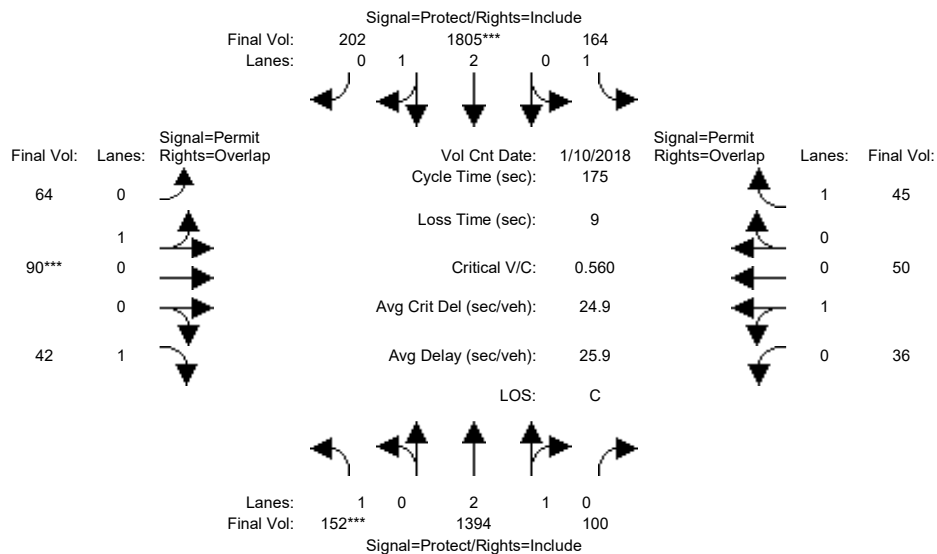 Signal=Protect/Rights=Include
Final Vol: 202 1805*** 164
Lanes: 0 1 2 0 1
Signal=Permit Signal=Permit
Final Vol: Lanes: Rights=Overlap Vol Cnt Date: 1/10/2018 Rights=Overlap Lanes: Final Vol:
Cycle Time (sec): 175
64 0 1 45
Loss Time (sec): 9
1 0
90*** 0 Critical V/C: 0.560 0 50
0 Avg Crit Del (sec/veh): 24.9 1
42 1 Avg Delay (sec/veh): 25.9 0 36
LOS: C
Lanes: 1 0 2 1 0
Final Vol: 152*** 1394 100
Signal=Protect/Rights=Include